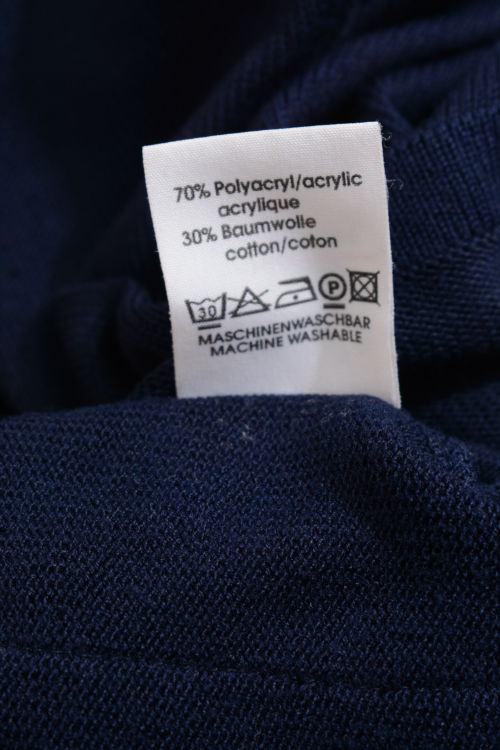 70% Polyacryl/acrylic
acrylique
30% Baumwolle
cotton/coton
30 P
MASCHINENWASCHBAR
MACHINE WASHABLE